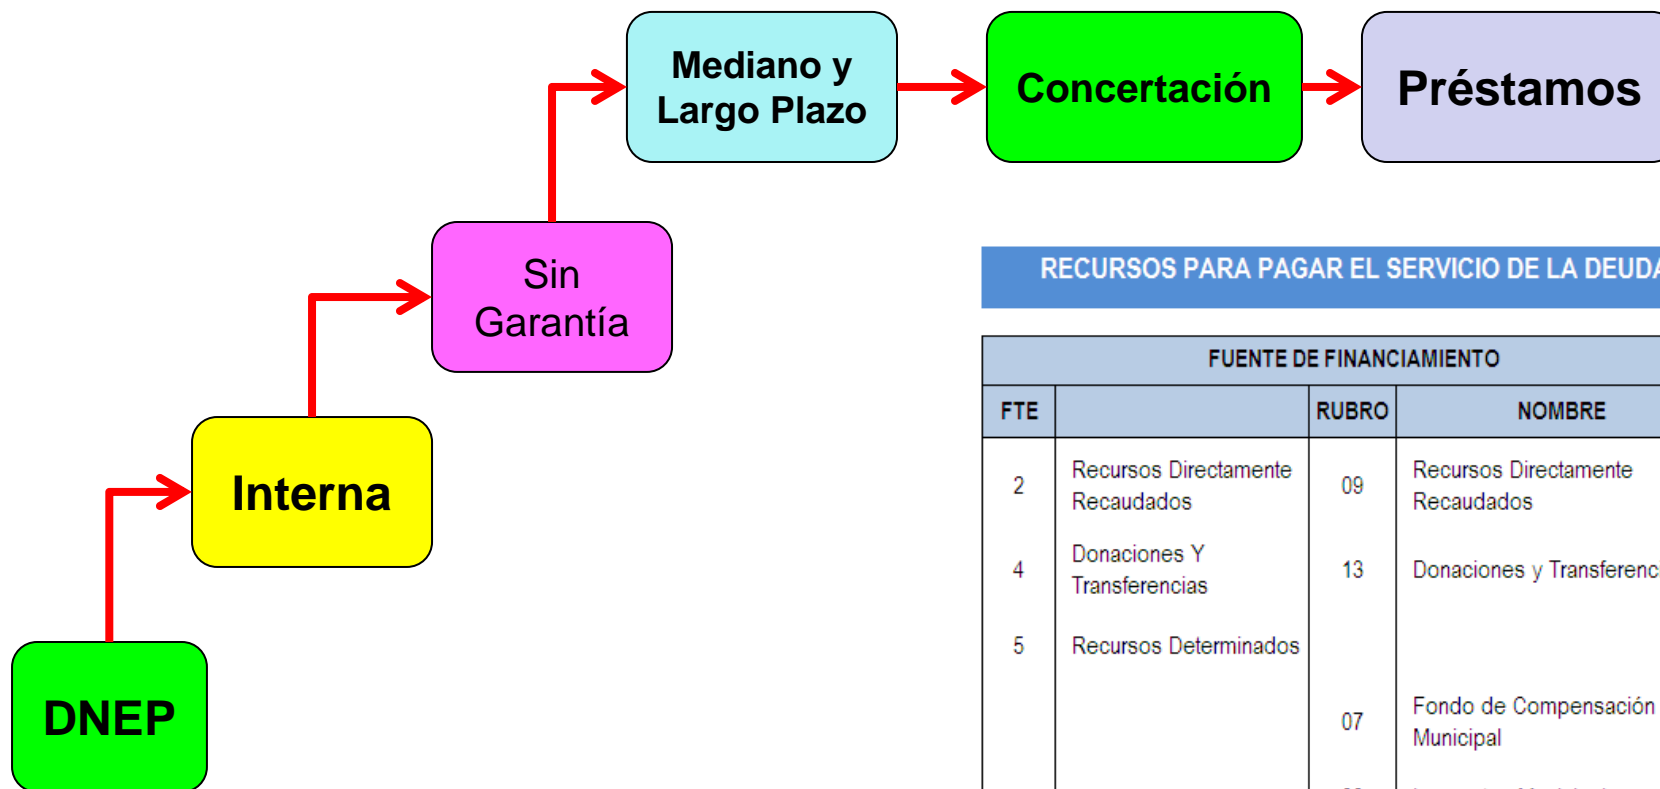 Mediano y
Largo Plazo
Concertación
Préstamos
Sin
Garantía
Interna
DNEP
RECURSOS PARA PAGAR EL SERVICIO DE LA DEUDA
FUENTE DE FINANCIAMIENTO
FTE RUBRO NOMBRE
2 Recursos Directamente Recaudados 09 Recursos Directamente Recaudados
4 Donaciones Y Transferencias 13 Donaciones y Transferenci
5 Recursos Determinados
07 Fondo de Compensación Municipal